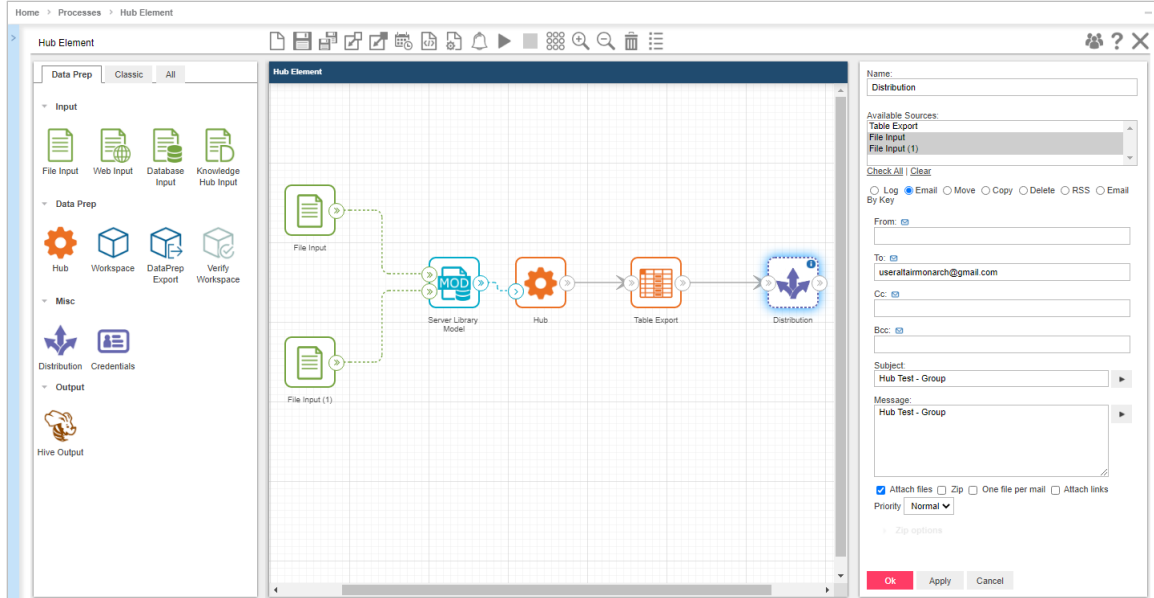 Home > Processes > Hub Element
Hub Element
Data Prep Classic All
Input
File Input Web Input Database Input Knowledge Hub Input
Data Prep
Hub Workspace DataPrep Export Verify Workspace
Misc
Distribution Credentials
Output
Hive Output
Hub Element
File Input
MOD
Server Library
Model
Hub
Table Export
Distribution
File Input (1)
Name:
Distribution
Available Sources:
Table Export
File Input
File Input (1)
Check All | Clear
Log Email Move Copy Delete RSS Email
By Key
From:
To:
useraltairmonarch@gmail.com
Cc:
Bcc:
Subject:
Hub Test - Group
Message:
Hub Test - Group
Attach files Zip One file per mail Attach links
Priority Normal
Zip options
Ok Apply Cancel